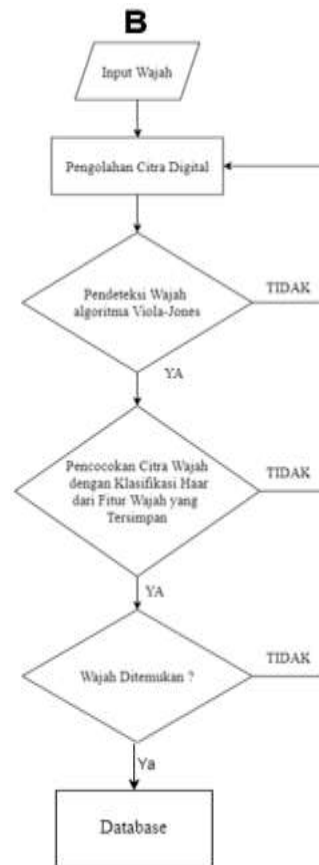 B
Input Wajah
Pengolahan Citra Digital
Pendeteksi Wajah
algoritma Viola-Jones
TIDAK
YA
Pencocokan Citra Wajah
dengan Klasifikasi Haar
dari Fitur Wajah yang
Tersimpan
TIDAK
YA
Wajah Ditemukan ?
TIDAK
Ya
Database